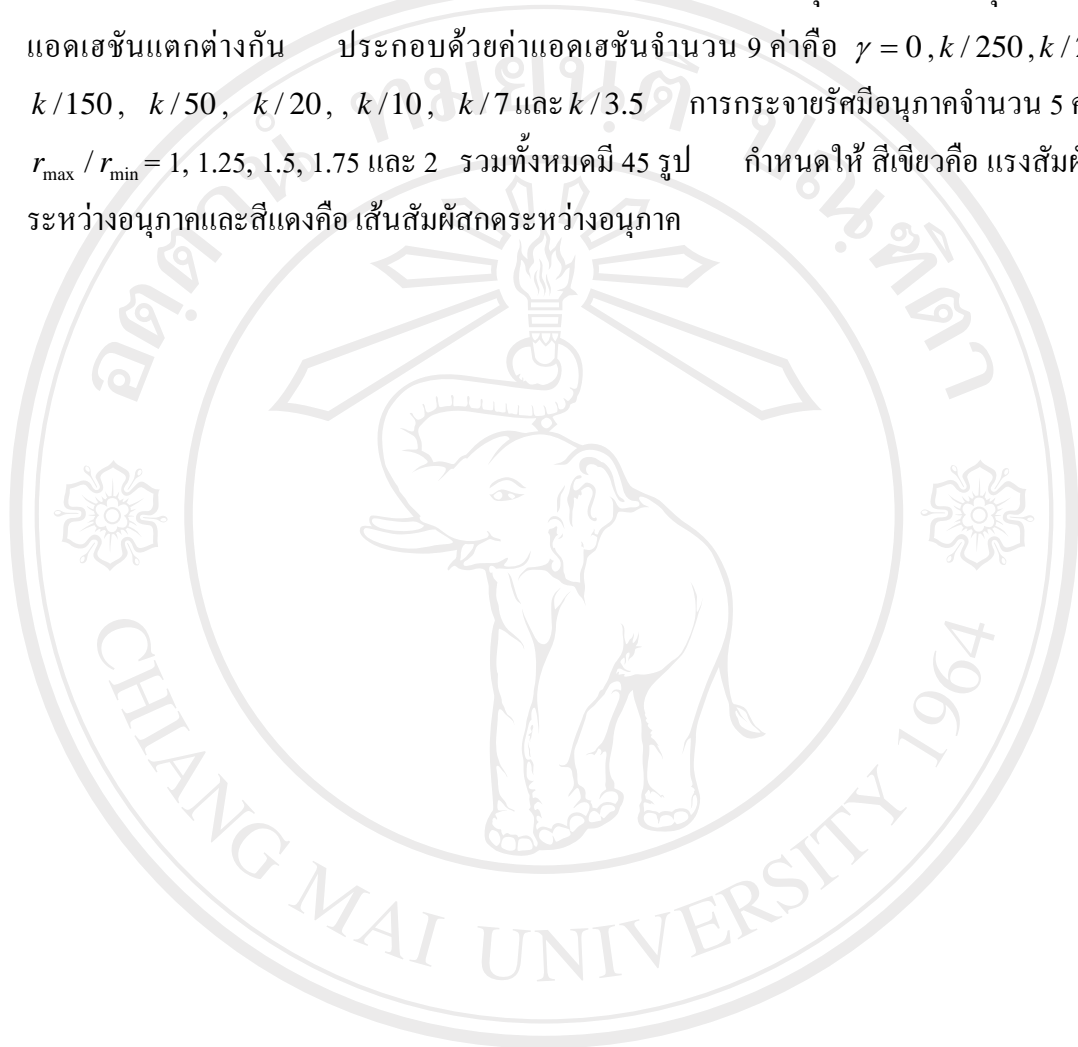 แอดเฮชันแตกต่างกัน ประกอบด้วยค่าแอดเฮชันจำนวน 9 ค่าคือ γ = 0 , k / 250 , k /
k / 150 , k / 50 , k / 20 , k / 10 , k / 7 และ k / 3.5 การกระจายรัศมีอนุภาคจำนวน 5
r_max / r_min = 1, 1.25, 1.5, 1.75 และ 2 รวมทั้งหมดมี 45 รูป กำหนดให้ สีเขียวคือ
ระหว่างอนุภาคและสีแดงคือ เส้นสัมผัสกดระหว่างอนุภาค
CHIANG MAI UNIVERSITY 1964